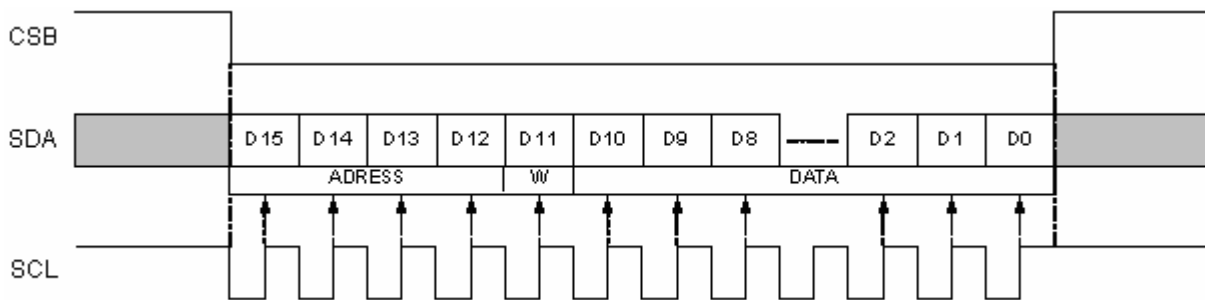 CSB
SDA D15 D14 D13 D12 D11 D10 D9 D8 D2 D1 D0
ADRESS W DATA
SCL